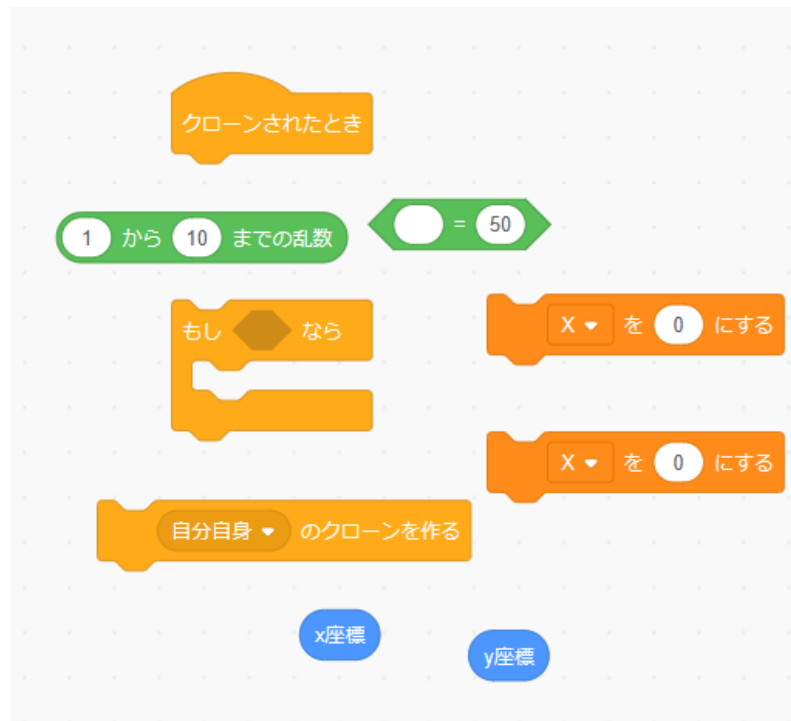 クローンされたとき
1 から 10 までの乱数
= 50
もし なら
X を 0 にする
X を 0 にする
自分自身 のクローンを作る
x座標
y座標